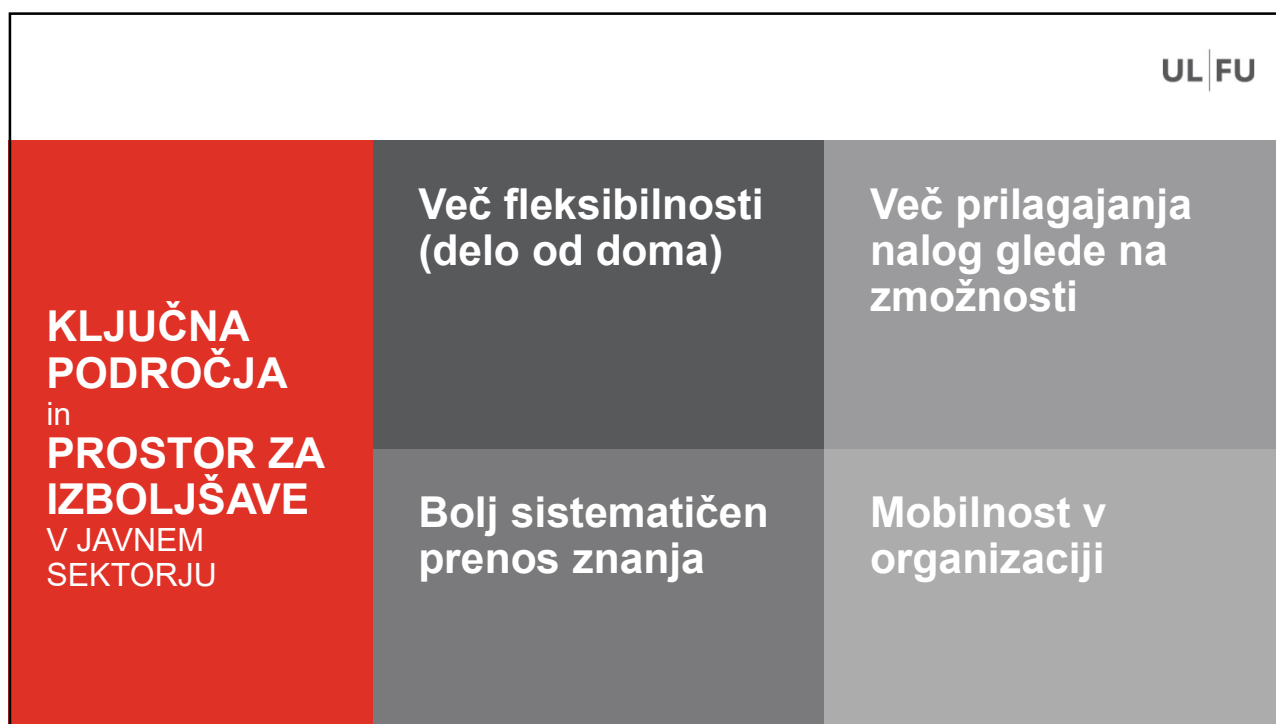 UL|FU
KLJUČNA
PODROČJA
in
PROSTOR ZA
IZBOLJŠAVE
V JAVNEM
SEKTORJU
Več fleksibilnosti
(delo od doma)
Več prilagajanja
nalog glede na
zmožnosti
Bolj sistematičen
prenos znanja
Mobilnost v
organizaciji